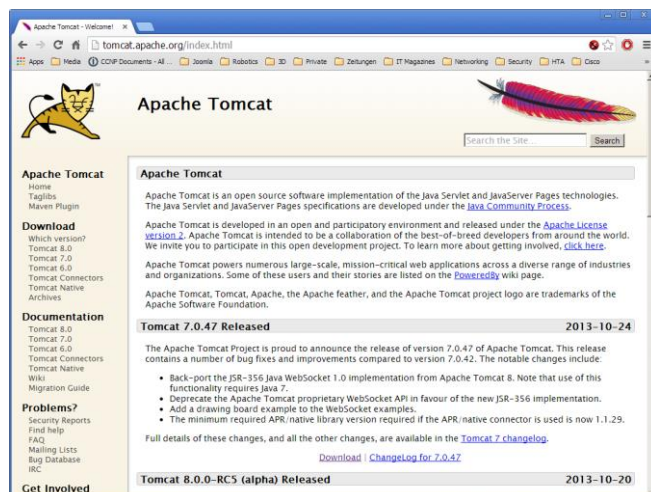 Apache Tomcat - Welcome!
tomcat.apache.org/index.html
Apps Media CCNP Documents - All ... Joomla Robotics 3D Private Zeitungen IT Magazines Networking Security HTA Cisco »
TM
Apache Tomcat
Search the Site... Search
Apache Tomcat
Home
Taglibs
Maven Plugin
Download
Which version?
Tomcat 8.0
Tomcat 7.0
Tomcat 6.0
Tomcat Connectors
Tomcat Native
Archives
Documentation
Tomcat 8.0
Tomcat 7.0
Tomcat 6.0
Tomcat Connectors
Tomcat Native
Wiki
Migration Guide
Problems?
Security Reports
Find help
FAQ
Mailing Lists
Bug Database
IRC
Get Involved
Apache Tomcat
Apache Tomcat is an open source software implementation of the Java Servlet and JavaServer Pages technologies.
The Java Servlet and JavaServer Pages specifications are developed under the Java Community Process.
Apache Tomcat is developed in an open and participatory environment and released under the Apache License
version 2. Apache Tomcat is intended to be a collaboration of the best-of-breed developers from around the world.
We invite you to participate in this open development project. To learn more about getting involved, click here.
Apache Tomcat powers numerous large-scale, mission-critical web applications across a diverse range of industries
and organizations. Some of these users and their stories are listed on the PoweredBy wiki page.
Apache Tomcat, Tomcat, Apache, the Apache feather, and the Apache Tomcat project logo are trademarks of the
Apache Software Foundation.
Tomcat 7.0.47 Released 2013-10-24
The Apache Tomcat Project is proud to announce the release of version 7.0.47 of Apache Tomcat. This release
contains a number of bug fixes and improvements compared to version 7.0.42. The notable changes include:
• Back-port the JSR-356 Java WebSocket 1.0 implementation from Apache Tomcat 8. Note that use of this
functionality requires Java 7.
• Deprecate the Apache Tomcat proprietary WebSocket API in favour of the new JSR-356 implementation.
• Add a drawing board example to the WebSocket examples.
• The minimum required APR/native library version required if the APR/native connector is used is now 1.1.29.
Full details of these changes, and all the other changes, are available in the Tomcat 7 changelog.
Download | ChangeLog for 7.0.47
Tomcat 8.0.0-RC5 (alpha) Released 2013-10-20